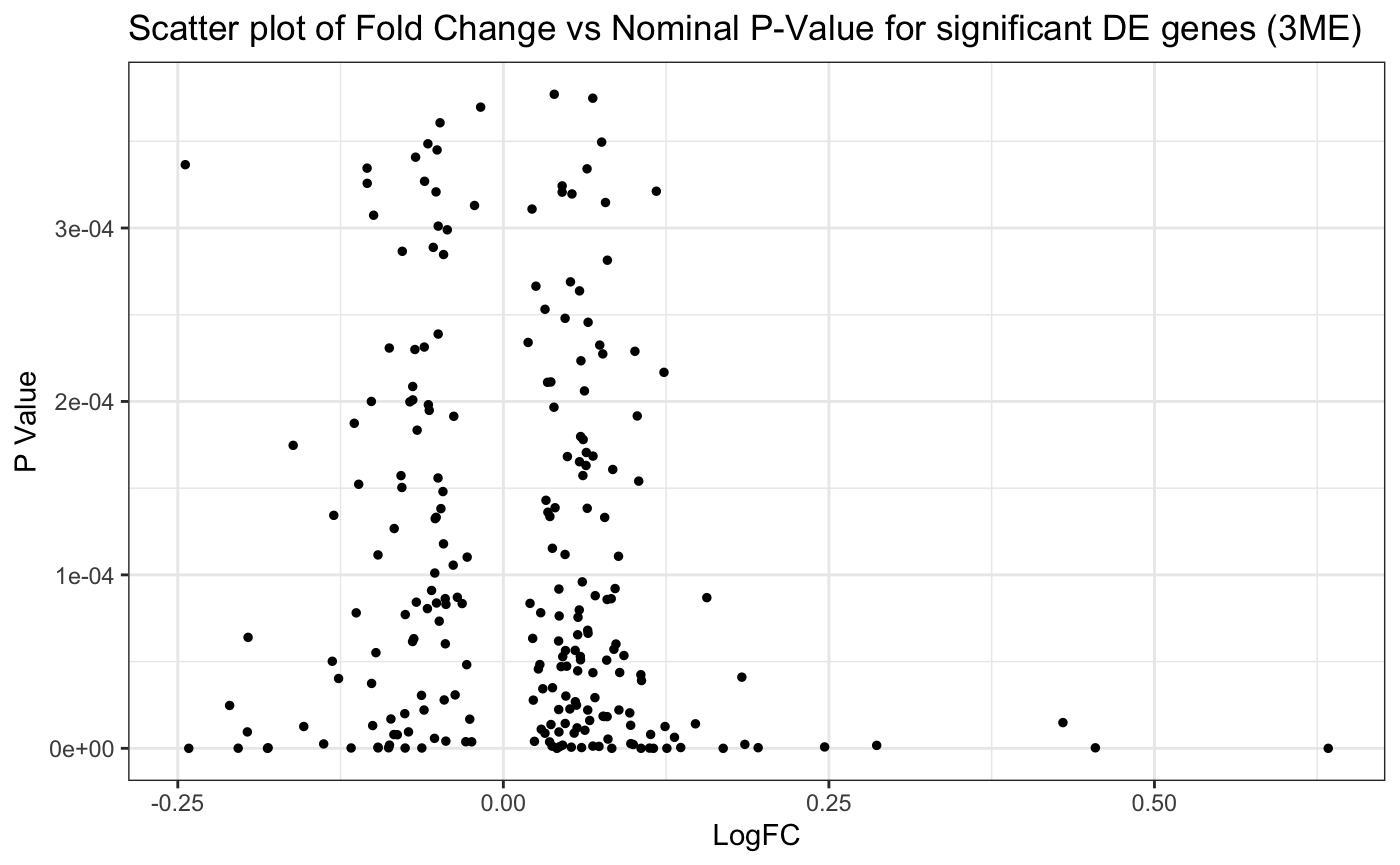 Scatter plot of Fold Change vs Nominal P-Value for significant DE genes (3ME)
3e-04
2e-04
1e-04
0e+00
P Value
-0.25
0.00
0.25
0.50
LogFC